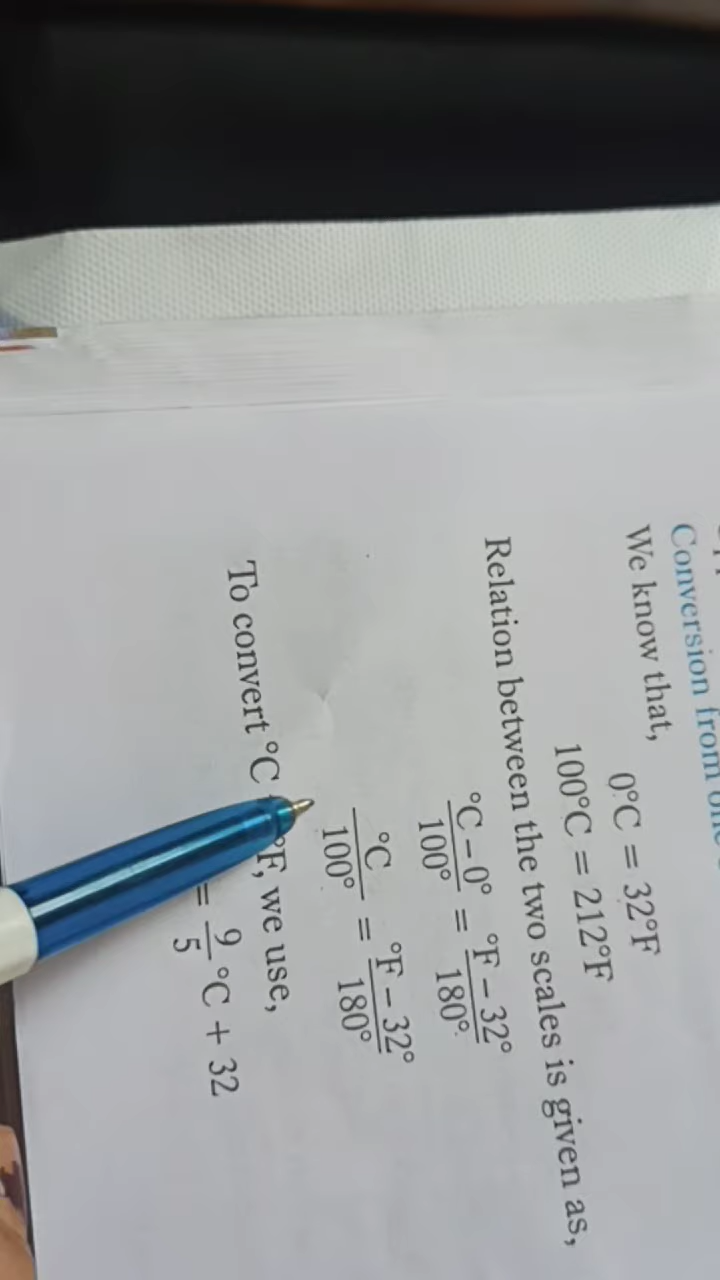 Conversion from
We know that,
0°C = 32°F
100°C = 212°F
Relation between the two scales is given as,
°C – 0° / 100° = °F – 32° / 180°
°C / 100° = °F – 32° / 180°
To convert °C °F, we use,
= 9/5 °C + 32